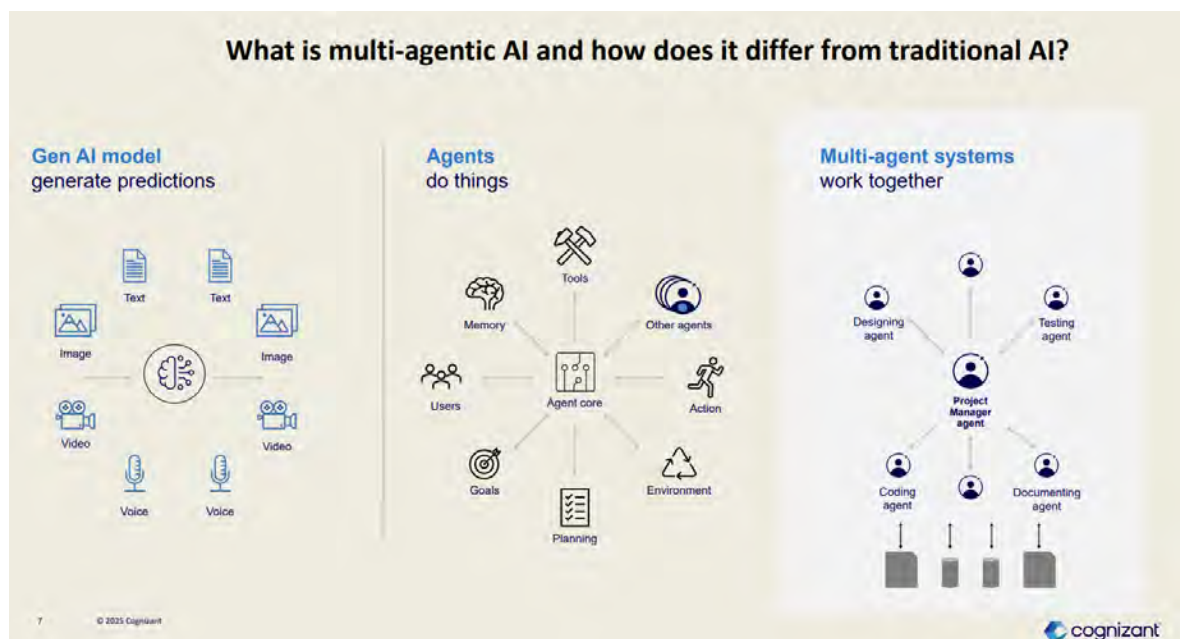 What is multi-agentic AI and how does it differ from traditional AI?
Gen AI model
generate predictions
Text
Text
Image
Image
Video
Video
Voice
Voice
Agents
do things
Tools
Memory
Other agents
Users
Agent core
Action
Goals
Environment
Planning
Multi-agent systems
work together
Designing
agent
Testing
agent
Project
Manager
agent
Coding
agent
Documenting
agent
7
© 2025 Cognizant
cognizant